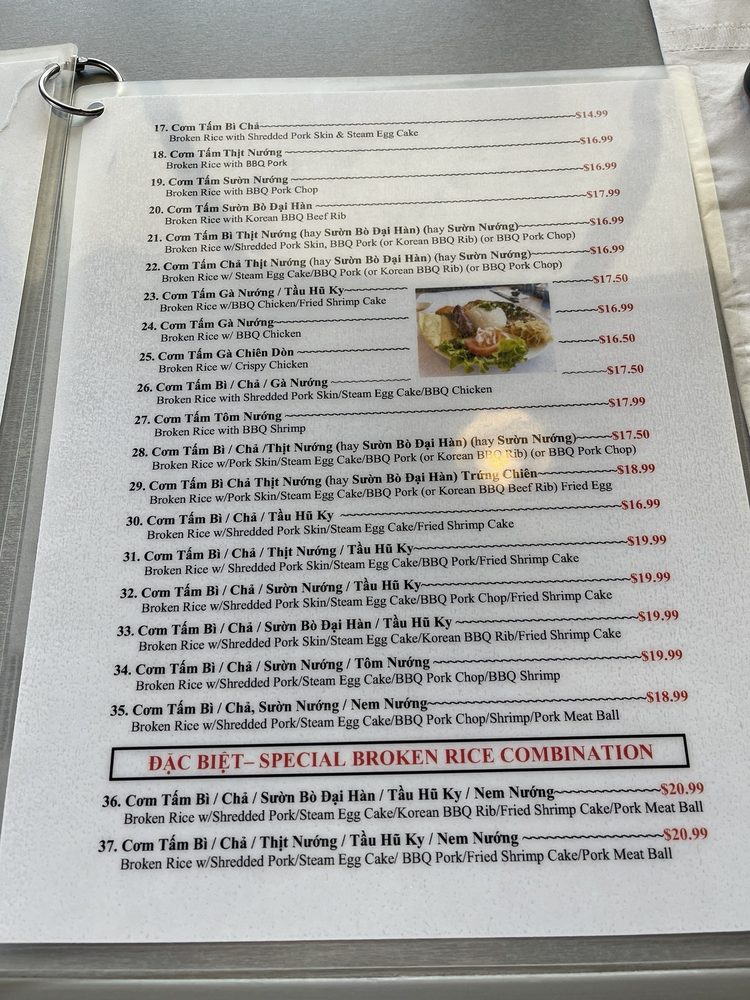 17. Cơm Tấm Bì Chả $14.99
Broken Rice with Shredded Pork Skin & Steam Egg Cake
18. Cơm Tấm Thịt Nướng $16.99
Broken Rice with BBQ Pork
19. Cơm Tấm Sườn Nướng $16.99
Broken Rice with BBQ Pork Chop
20. Cơm Tấm Sườn Bò Đại Hàn $17.99
Broken Rice with Korean BBQ Beef Rib
21. Cơm Tấm Bì Thịt Nướng (hay Sườn Bò Đại Hàn) (hay Sườn Nướng) $16.99
Broken Rice w/Shredded Pork Skin, BBQ Pork (or Korean BBQ Rib) (or BBQ Pork Chop)
22. Cơm Tấm Chả Thịt Nướng (hay Sườn Bò Đại Hàn) (hay Sườn Nướng) $16.99
Broken Rice w/ Steam Egg Cake/BBQ Pork (or Korean BBQ Rib) (or BBQ Pork Chop)
23. Cơm Tấm Gà Nướng / Tầu Hũ Ky $17.50
Broken Rice w/BBQ Chicken/Fried Shrimp Cake
24. Cơm Tấm Gà Nướng $16.99
Broken Rice w/ BBQ Chicken
25. Cơm Tấm Gà Chiên Dòn $16.50
Broken Rice w/ Crispy Chicken
26. Cơm Tấm Bì / Chả / Gà Nướng $17.50
Broken Rice with Shredded Pork Skin/Steam Egg Cake/BBQ Chicken
27. Cơm Tấm Tôm Nướng $17.99
Broken Rice with BBQ Shrimp
28. Cơm Tấm Bì / Chả /Thịt Nướng (hay Sườn Bò Đại Hàn) (hay Sườn Nướng) $17.50
Broken Rice w/Pork Skin/Steam Egg Cake/BBQ Pork (or Korean BBQ Rib) (or BBQ Pork Chop)
29. Cơm Tấm Bì Chả Thịt Nướng (hay Sườn Bò Đại Hàn) Trứng Chiên $18.99
Broken Rice w/Pork Skin/Steam Egg Cake/BBQ Pork (or Korean BBQ Beef Rib) Fried Egg
30. Cơm Tấm Bì / Chả / Tầu Hũ Ky $16.99
Broken Rice w/Shredded Pork Skin/Steam Egg Cake/Fried Shrimp Cake
31. Cơm Tấm Bì / Chả / Thịt Nướng / Tầu Hũ Ky $19.99
Broken Rice w/ Shredded Pork Skin/Steam Egg Cake/BBQ Pork/Fried Shrimp Cake
32. Cơm Tấm Bì / Chả / Sườn Nướng / Tầu Hũ Ky $19.99
Broken Rice w/Shredded Pork Skin/Steam Egg Cake/BBQ Pork Chop/Fried Shrimp Cake
33. Cơm Tấm Bì / Chả / Sườn Bò Đại Hàn / Tầu Hũ Ky $19.99
Broken Rice w/Shredded Pork Skin/Steam Egg Cake/Korean BBQ Rib/Fried Shrimp Cake
34. Cơm Tấm Bì / Chả / Sườn Nướng / Tôm Nướng $19.99
Broken Rice w/Shredded Pork/Steam Egg Cake/BBQ Pork Chop/BBQ Shrimp
35. Cơm Tấm Bì / Chả, Sườn Nướng / Nem Nướng $18.99
Broken Rice w/Shredded Pork/Steam Egg Cake/BBQ Pork Chop/Shrimp/Pork Meat Ball
ĐẶC BIỆT– SPECIAL BROKEN RICE COMBINATION
36. Cơm Tấm Bì / Chả / Sườn Bò Đại Hàn / Tầu Hũ Ky / Nem Nướng $20.99
Broken Rice w/Shredded Pork/Steam Egg Cake/Korean BBQ Rib/Fried Shrimp Cake/Pork Meat Ball
37. Cơm Tấm Bì / Chả / Thịt Nướng / Tầu Hũ Ky / Nem Nướng $20.99
Broken Rice w/Shredded Pork/Steam Egg Cake/ BBQ Pork/Fried Shrimp Cake/Pork Meat Ball